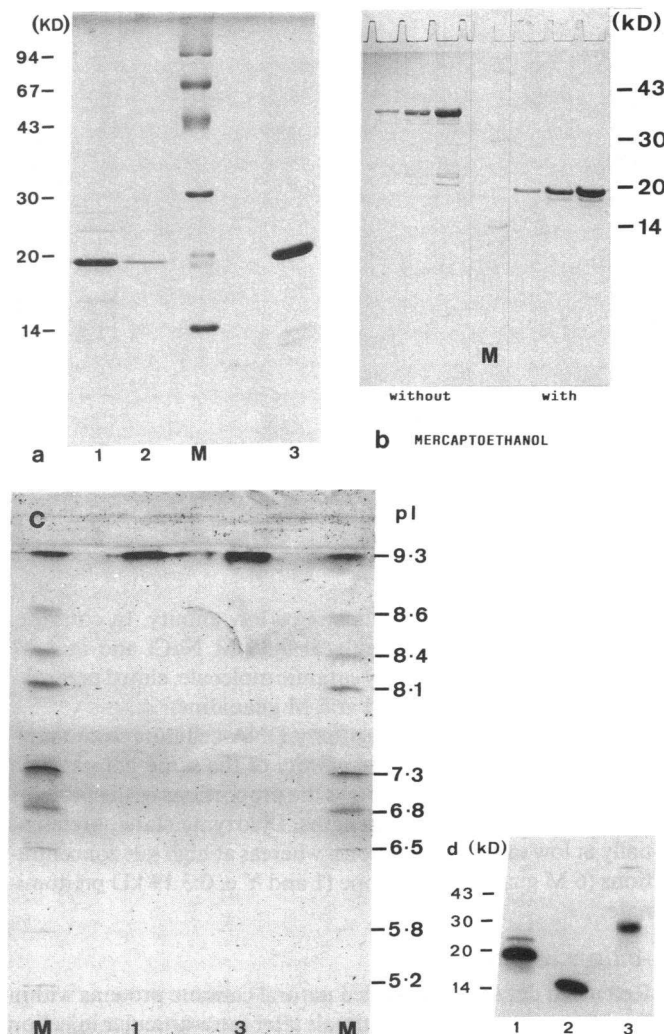 (KD)
94–
67–
43–
30–
20–
14–
a 1 2 M 3
(kD)
–43
–30
–20
–14
M
without with
b MERCAPTOETHANOL
C pI
–9·3
–8·6
–8·4
–8·1
–7·3
–6·8
–6·5
–5·8
–5·2
M 1 3 M
d (kD)
43 –
30 –
20 –
14 –
1 2 3